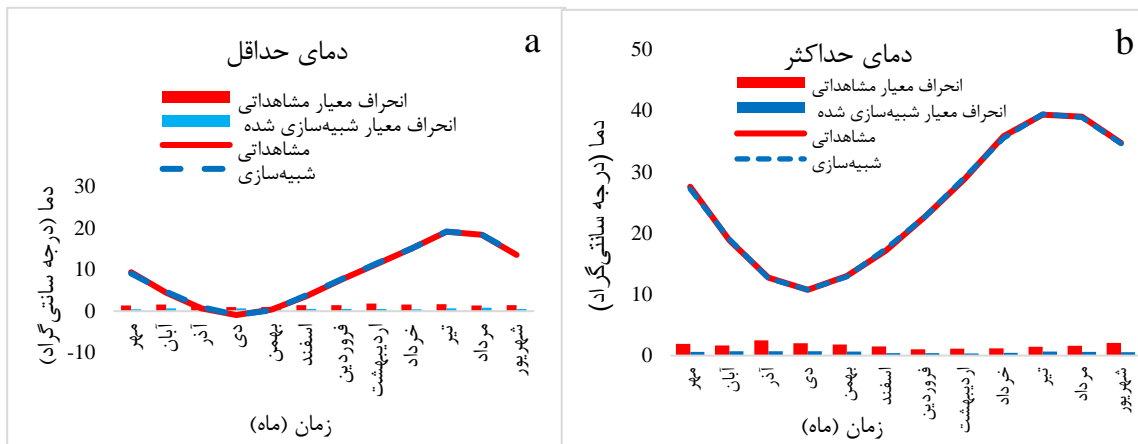 a
دمای حداقل
انحراف معیار مشاهداتی
انحراف معیار شبیه‌سازی شده
مشاهداتی
شبیه‌سازی
دما (درجه سانتی‌گراد)
30
20
10
0
-10
مهر
آبان
آذر
دی
بهمن
اسفند
فروردین
اردیبهشت
خرداد
تیر
مرداد
شهریور
زمان (ماه)
b
دمای حداکثر
انحراف معیار مشاهداتی
انحراف معیار شبیه‌سازی شده
مشاهداتی
شبیه‌سازی
دما (درجه سانتی‌گراد)
50
40
30
20
10
0
مهر
آبان
آذر
دی
بهمن
اسفند
فروردین
اردیبهشت
خرداد
تیر
مرداد
شهریور
زمان (ماه)